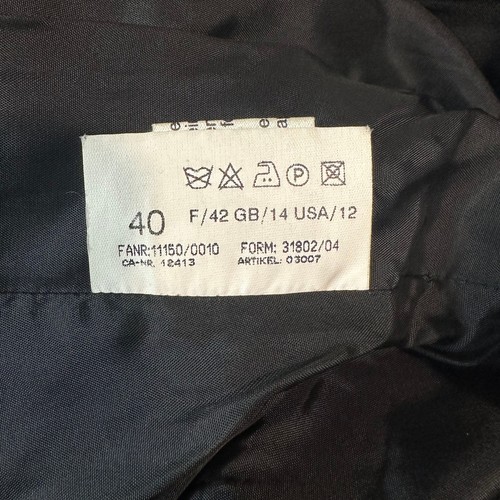 P
40 F/42 GB/14 USA/12
FANR:11150/0010 FORM: 31802/04
CA-NR. 12413 ARTIKEL: 03007